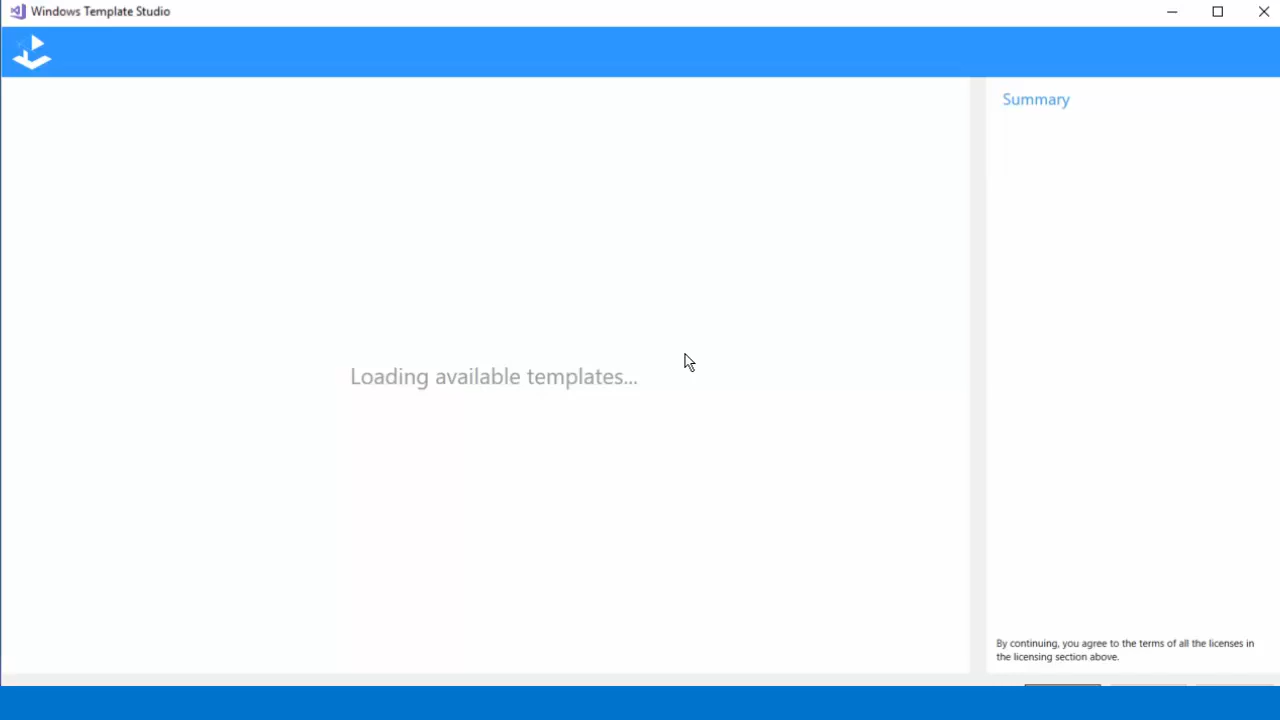 Windows Template Studio
Summary
Loading available templates...
By continuing, you agree to the terms of all the licenses in
the licensing section above.